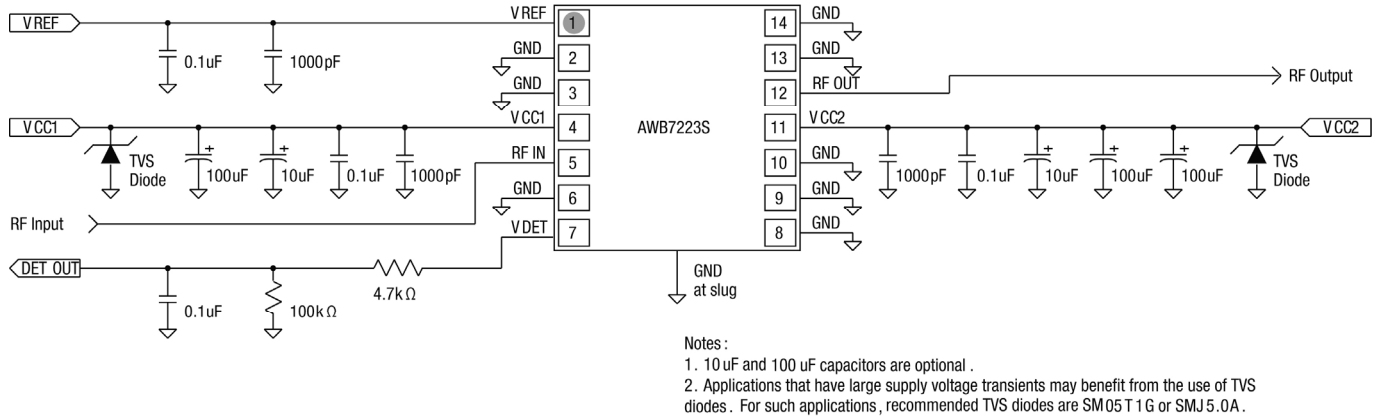 VREF
0.1uF
1000pF
VCC1
TVS
Diode
100uF
10uF
0.1uF
1000pF
RF Input
DET OUT
0.1uF
100kΩ
4.7kΩ
VREF
GND
GND
VCC1
RF IN
GND
VDET
1
2
3
4
5
6
7
AWB7223S
14
13
12
11
10
9
8
GND
GND
RF OUT
VCC2
GND
GND
GND
GND
at slug
RF Output
VCC2
1000pF
0.1uF
10uF
100uF
100uF
TVS
Diode
Notes:
1. 10uF and 100 uF capacitors are optional.
2. Applications that have large supply voltage transients may benefit from the use of TVS
diodes. For such applications, recommended TVS diodes are SM05T1G or SMJ5.0A.